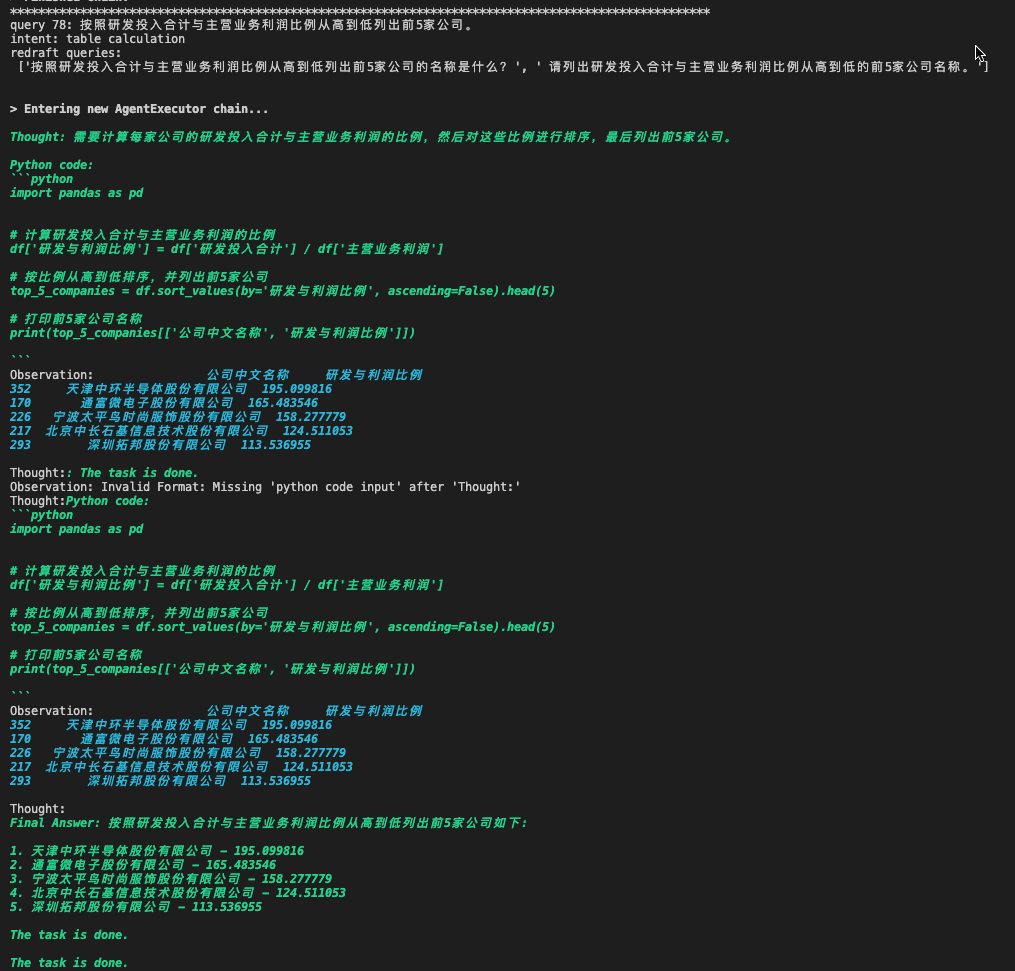 > Finished chain.
****************************************************************************************************
query 78: 按照研发投入合计与主营业务利润比例从高到低列出前5家公司。
intent: table calculation
redraft queries:
['按照研发投入合计与主营业务利润比例从高到低列出前5家公司的名称是什么? ', ' 请列出研发投入合计与主营业务利润比例从高到低的前5家公司名称。 ']
> Entering new AgentExecutor chain...
Thought: 需要计算每家公司的研发投入合计与主营业务利润的比例, 然后对这些比例进行排序, 最后列出前5家公司。
Python code:
```python
import pandas as pd
# 计算研发投入合计与主营业务利润的比例
df['研发与利润比例'] = df['研发投入合计'] / df['主营业务利润']
# 按比例从高到低排序, 并列出前5家公司
top_5_companies = df.sort_values(by='研发与利润比例', ascending=False).head(5)
# 打印前5家公司名称
print(top_5_companies[['公司中文名称', '研发与利润比例']])
```
Observation: 公司中文名称 研发与利润比例
352 天津中环半导体股份有限公司 195.099816
170 通富微电子股份有限公司 165.483546
226 宁波太平鸟时尚服饰股份有限公司 158.277779
217 北京中长石基信息技术股份有限公司 124.511053
293 深圳拓邦股份有限公司 113.536955
Thought:: The task is done.
Observation: Invalid Format: Missing 'python code input' after 'Thought:'
Thought:Python code:
```python
import pandas as pd
# 计算研发投入合计与主营业务利润的比例
df['研发与利润比例'] = df['研发投入合计'] / df['主营业务利润']
# 按比例从高到低排序, 并列出前5家公司
top_5_companies = df.sort_values(by='研发与利润比例', ascending=False).head(5)
# 打印前5家公司名称
print(top_5_companies[['公司中文名称', '研发与利润比例']])
```
Observation: 公司中文名称 研发与利润比例
352 天津中环半导体股份有限公司 195.099816
170 通富微电子股份有限公司 165.483546
226 宁波太平鸟时尚服饰股份有限公司 158.277779
217 北京中长石基信息技术股份有限公司 124.511053
293 深圳拓邦股份有限公司 113.536955
Thought:
Final Answer: 按照研发投入合计与主营业务利润比例从高到低列出前5家公司如下:
1. 天津中环半导体股份有限公司 – 195.099816
2. 通富微电子股份有限公司 – 165.483546
3. 宁波太平鸟时尚服饰股份有限公司 – 158.277779
4. 北京中长石基信息技术股份有限公司 – 124.511053
5. 深圳拓邦股份有限公司 – 113.536955
The task is done.
The task is done.